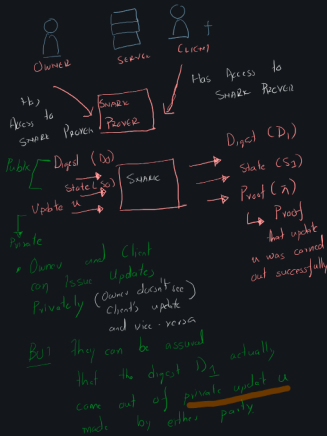 OWNER
SERVER
CLIENT
Has Access to
SNARK PROVER
Has Access to
SNARK PROVER
SNARK
PROVER
Public
Digest (D0)
State (S0)
Update u
Private
SNARK
Digest (D1)
State (S1)
Proof (π)
Proof
that update
u was carried
out successfully
* Owner and Client
can Issue Updates
Privately (Owner doesn't see
Client's update
and vice-versa
BUT They can be assured
that the digest D1 actually
came out of private updat u
made by either party